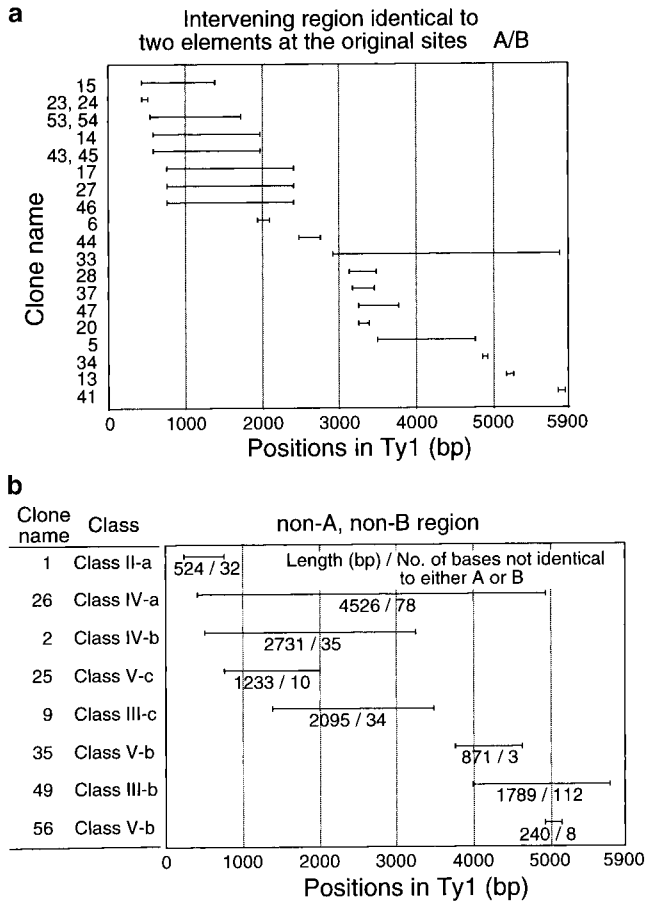 a
Intervening region identical to
two elements at the original sites A/B
Clone name
15
23, 24
53, 54
14
43, 45
17
27
46
6
44
33
28
37
47
20
5
34
13
41
0 1000 2000 3000 4000 5000 5900
Positions in Ty1 (bp)
b
Clone
name Class non-A, non-B region
Length (bp) / No. of bases not identical
to either A or B
1 Class II-a 524 / 32
26 Class IV-a 4526 / 78
2 Class IV-b 2731 / 35
25 Class V-c 1233 / 10
9 Class III-c 2095 / 34
35 Class V-b 871 / 3
49 Class III-b 1789 / 112
56 Class V-b 240 / 8
0 1000 2000 3000 4000 5000 5900
Positions in Ty1 (bp)